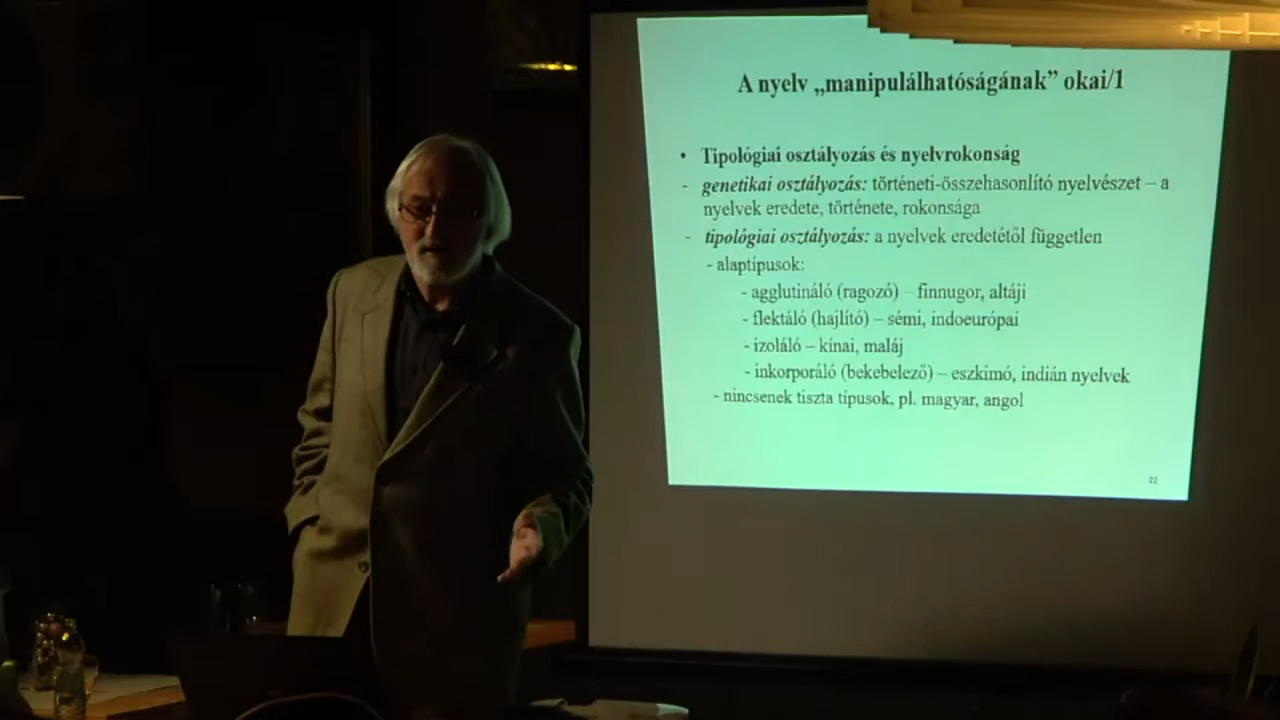 A nyelv „manipulálhatóságának” okai/1
• Tipológiai osztályozás és nyelvrokonság
- genetikai osztályozás: történeti-összehasonlító nyelvészet – a
nyelvek eredete, története, rokonsága
- tipológiai osztályozás: a nyelvek eredetétől független
- alaptípusok:
- agglutináló (ragozó) – finnugor, altáji
- flektáló (hajlító) – sémi, indoeurópai
- izoláló – kínai, maláj
- inkorporáló (bekebelező) – eszkimó, indián nyelvek
- nincsenek tiszta típusok, pl. magyar, angol
22